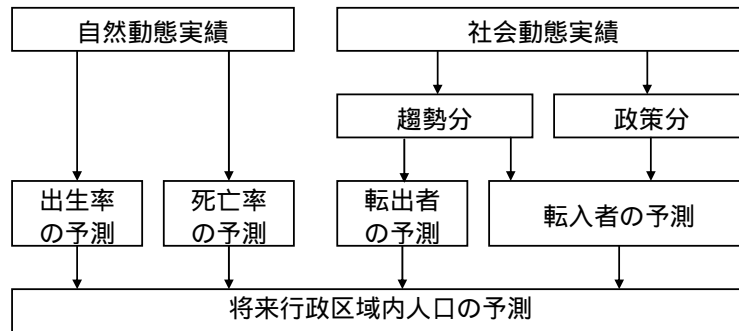 自然動態実績
社会動態実績
趨勢分
政策分
出生率
の予測
死亡率
の予測
転出者
の予測
転入者の予測
将来行政区域内人口の予測